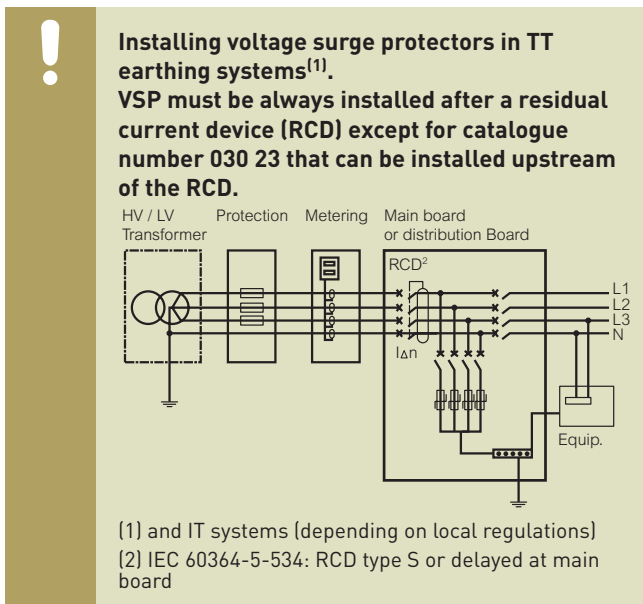 !
Installing voltage surge protectors in TT
earthing systems(1).
VSP must be always installed after a residual
current device (RCD) except for catalogue
number 030 23 that can be installed upstream
of the RCD.
HV / LV
Transformer
Protection
Metering
Main board
or distribution Board
RCD2
L1
L2
L3
N
I∆n
Equip.
(1) and IT systems (depending on local regulations)
(2) IEC 60364-5-534: RCD type S or delayed at main
board